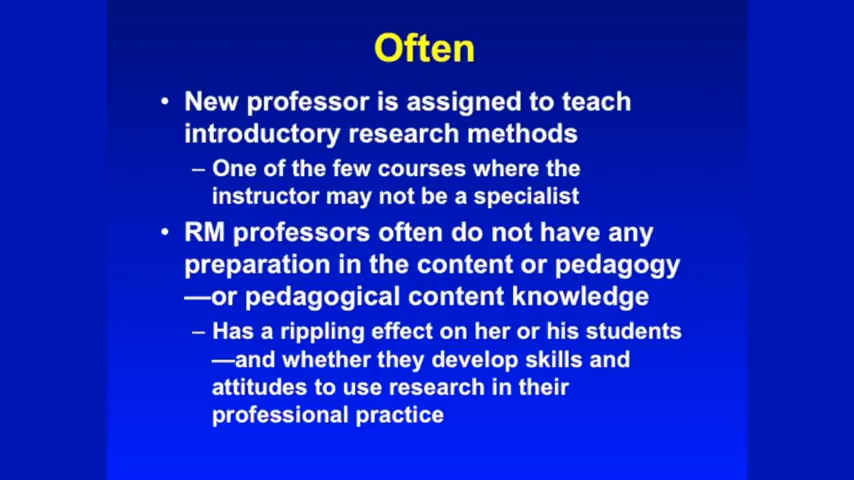 Often
• New professor is assigned to teach
introductory research methods
– One of the few courses where the
instructor may not be a specialist
• RM professors often do not have any
preparation in the content or pedagogy
—or pedagogical content knowledge
– Has a rippling effect on her or his students
—and whether they develop skills and
attitudes to use research in their
professional practice